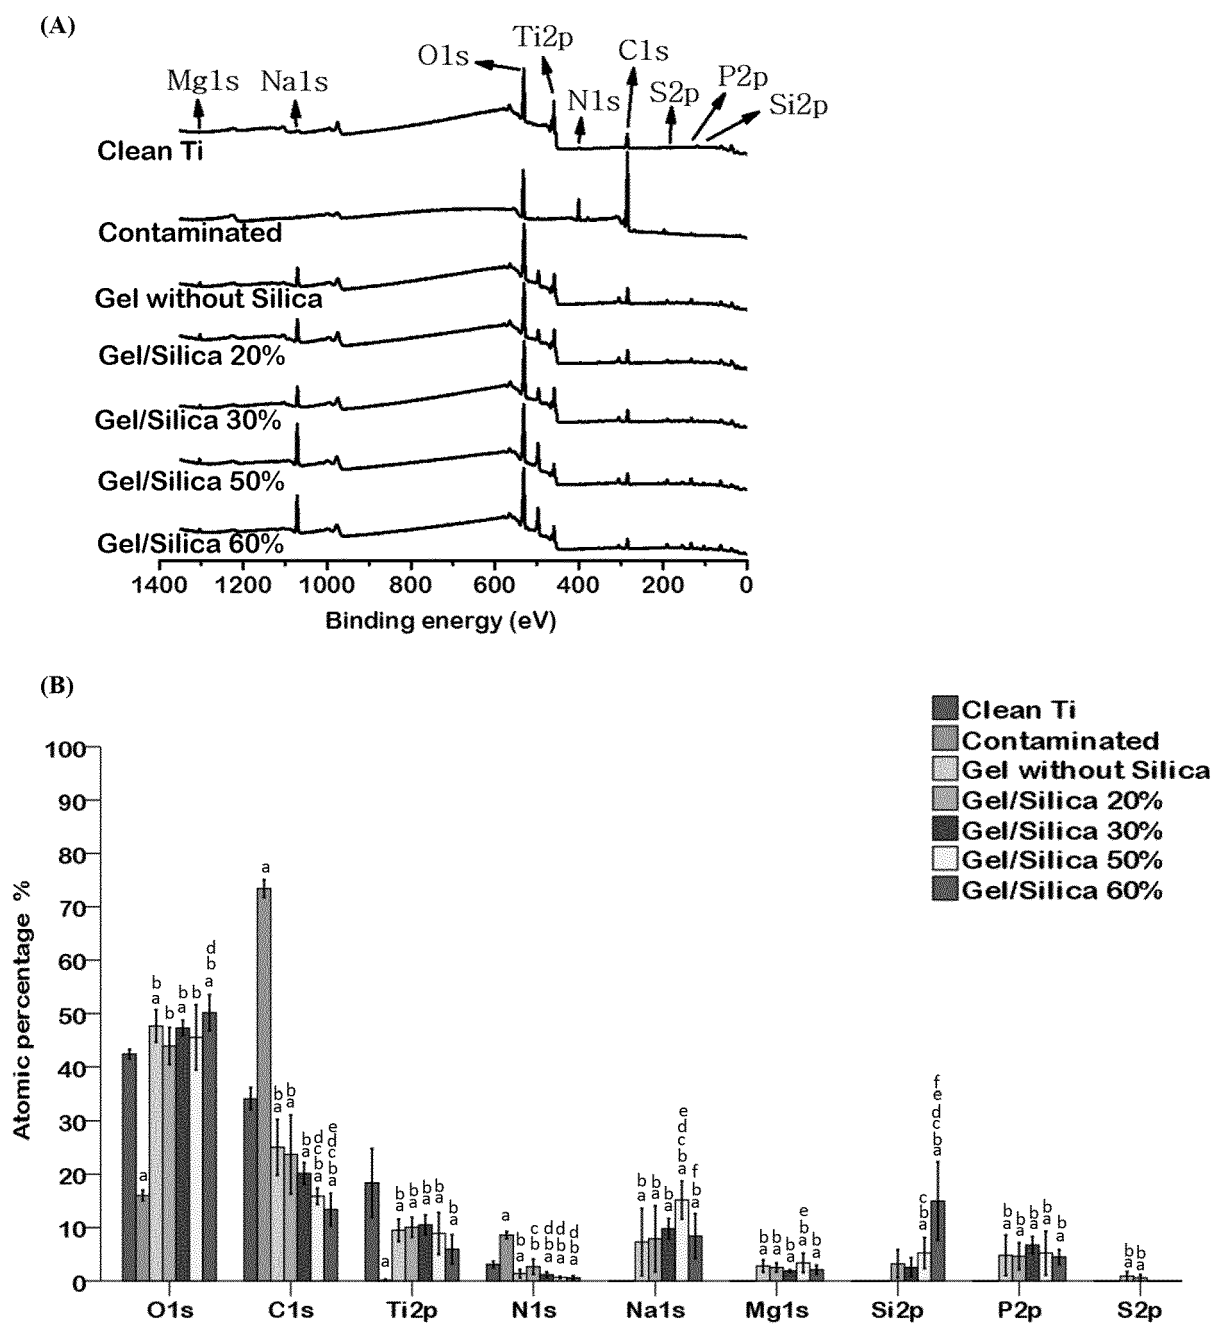 (A)
Ti2p
C1s
O1s
P2p
Mg1s
Na1s
N1s
S2p
Si2p
Clean Ti
Contaminated
Gel without Silica
Gel/Silica 20%
Gel/Silica 30%
Gel/Silica 50%
Gel/Silica 60%
1400 1200 1000 800 600 400 200 0
Binding energy (eV)
(B)
Clean Ti
Contaminated
Gel without Silica
Gel/Silica 20%
Gel/Silica 30%
Gel/Silica 50%
Gel/Silica 60%
Atomic percentage %
100
90
80
70
60
50
40
30
20
10
0
a
b
a
b
b
a
b
d
b
a
a
b
a
b
a
b
a
d
c
b
a
e
d
c
b
a
a
b
a
b
a
b
a
b
a
b
a
a
b
a
c
b
d
b
a
d
b
a
d
b
a
b
a
b
a
b
a
e
d
c
b
a
f
b
a
b
a
b
a
b
a
e
b
a
b
a
c
b
a
f
e
d
c
b
a
b
a
b
a
b
a
b
a
b
a
b
a
b
a
O1s C1s Ti2p N1s Na1s Mg1s Si2p P2p S2p